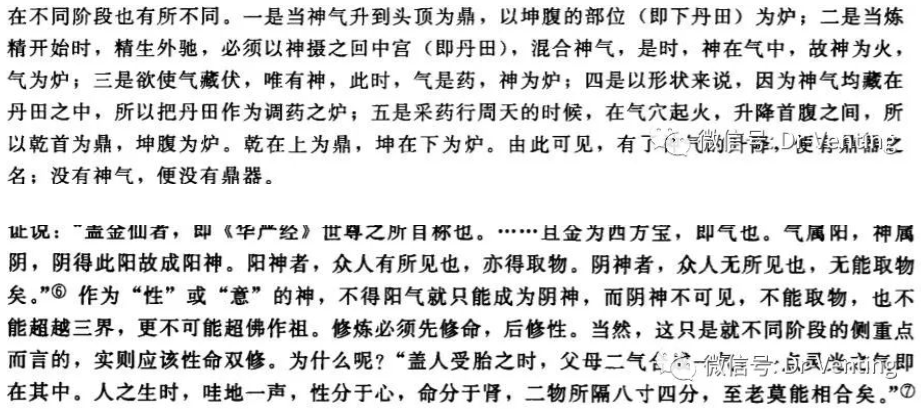 在不同阶段也有所不同。一是当神气升到头顶为鼎，以坤腹的部位（即下丹田）为炉；二是当炼
精开始时，精生外驰，必须以神摄之回中宫（即丹田），混合神气，是时，神在气中，故神为火，
气为炉；三是欲使气藏伏，唯有神，此时，气是药，神为炉；四是以形状来说，因为神气均藏在
丹田之中，所以把丹田作为调药之炉；五是采药行周天的时候，在气穴起火，升降首腹之间，所
以乾首为鼎，坤腹为炉。乾在上为鼎，坤在下为炉。由此可见，有了 之
名；没有神气，便没有鼎器。
微信号: Dr Venting
证说：“盖金仙者，即《华严经》世尊之所目称也。……且金为西方宝，即气也。气属阳，神属
阴，阴得此阳故成阳神。阳神者，众人有所见也，亦得取物。阴神者，众人无所见也，无能取物
矣。”⑥ 作为“性”或“意”的神，不得阳气就只能成为阴神，而阴神不可见，不能取物，也不
能超越三界，更不可能超佛作祖。修炼必须先修命，后修性。当然，这只是就不同阶段的侧重点
而言的，实则应该性命双修。为什么呢？“盖人受胎之时，父母二气 即
在其中。人之生时，哇地一声，性分于心，命分于肾，二物所隔八寸四分，至老莫能相合矣。”⑦
微信号: Dr Venting